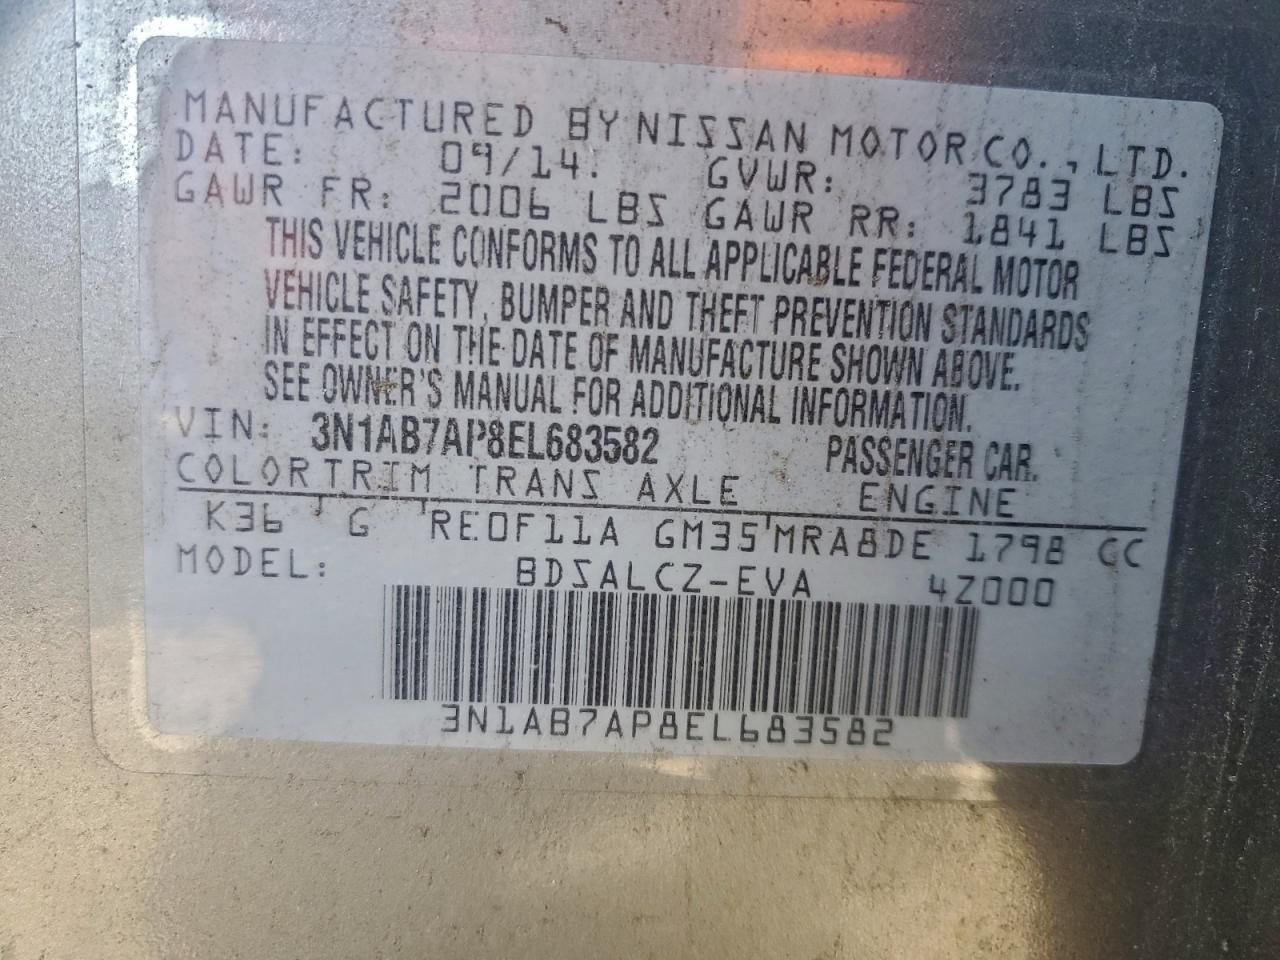 MANUFACTURED BY NISSAN MOTOR CO., LTD.
DATE: 09/14. GVWR: 3783 LBS
GAWR FR: 2006 LBS GAWR RR: 1841 LBS
THIS VEHICLE CONFORMS TO ALL APPLICABLE FEDERAL MOTOR
VEHICLE SAFETY, BUMPER AND THEFT PREVENTION STANDARDS
IN EFFECT ON THE DATE OF MANUFACTURE SHOWN ABOVE.
SEE OWNER'S MANUAL FOR ADDITIONAL INFORMATION.
VIN: 3N1AB7AP8EL683582 PASSENGER CAR.
COLOR TRIM TRANS AXLE ENGINE
K36 G RE0F11A GM35 MRA8DE 1798 CC
MODEL: BDSALCZ-EVA 4Z000
3N1AB7AP8EL683582